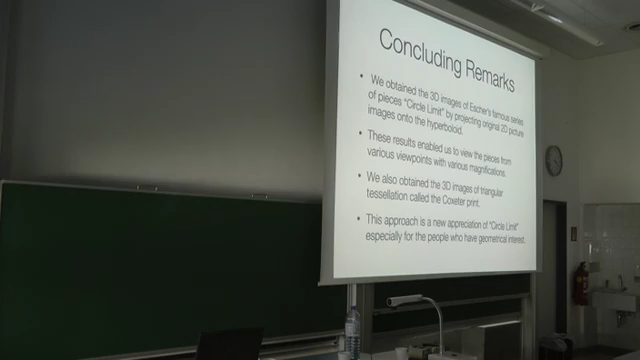 Concluding Remarks
• We obtained the 3D images of Escher's famous series
of pieces "Circle Limit" by projecting original 2D picture
images onto the hyperboloid.
• These results enabled us to view the pieces from
various viewpoints with various magnifications.
• We also obtained the 3D images of triangular
tessellation called the Coxeter print.
• This approach is a new appreciation of "Circle Limit"
especially for the people who have geometrical interest.